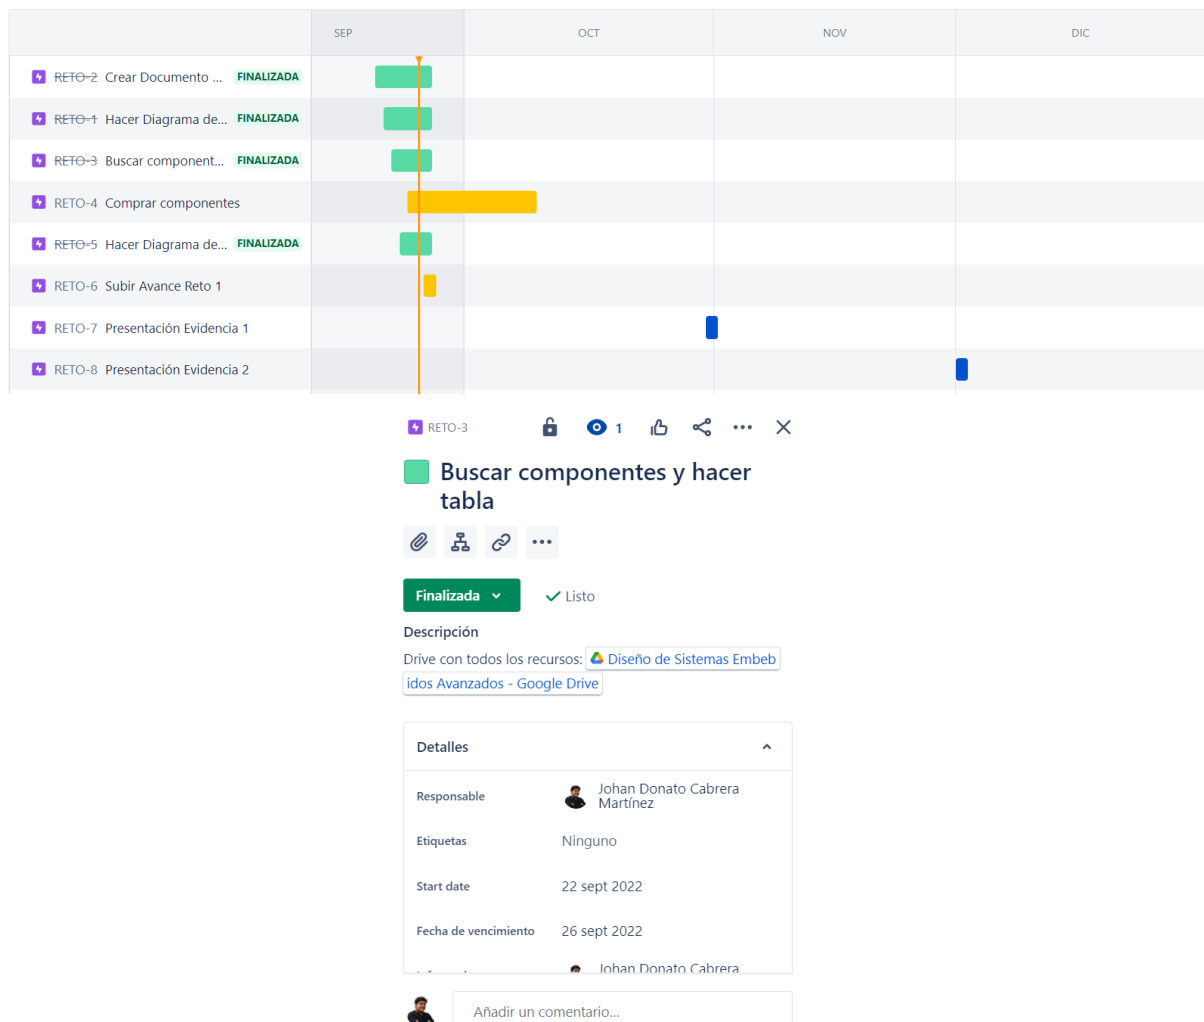 SEP OCT NOV DIC
RETO-2 Crear Documento ... FINALIZADA
RETO-1 Hacer Diagrama de... FINALIZADA
RETO-3 Buscar component... FINALIZADA
RETO-4 Comprar componentes
RETO-5 Hacer Diagrama de... FINALIZADA
RETO-6 Subir Avance Reto 1
RETO-7 Presentación Evidencia 1
RETO-8 Presentación Evidencia 2
RETO-3 1
Buscar componentes y hacer
tabla
Finalizada Listo
Descripción
Drive con todos los recursos: Diseño de Sistemas Embeb
idos Avanzados - Google Drive
Detalles
Responsable Johan Donato Cabrera
Martínez
Etiquetas Ninguno
Start date 22 sept 2022
Fecha de vencimiento 26 sept 2022
Johan Donato Cabrera
Añadir un comentario...